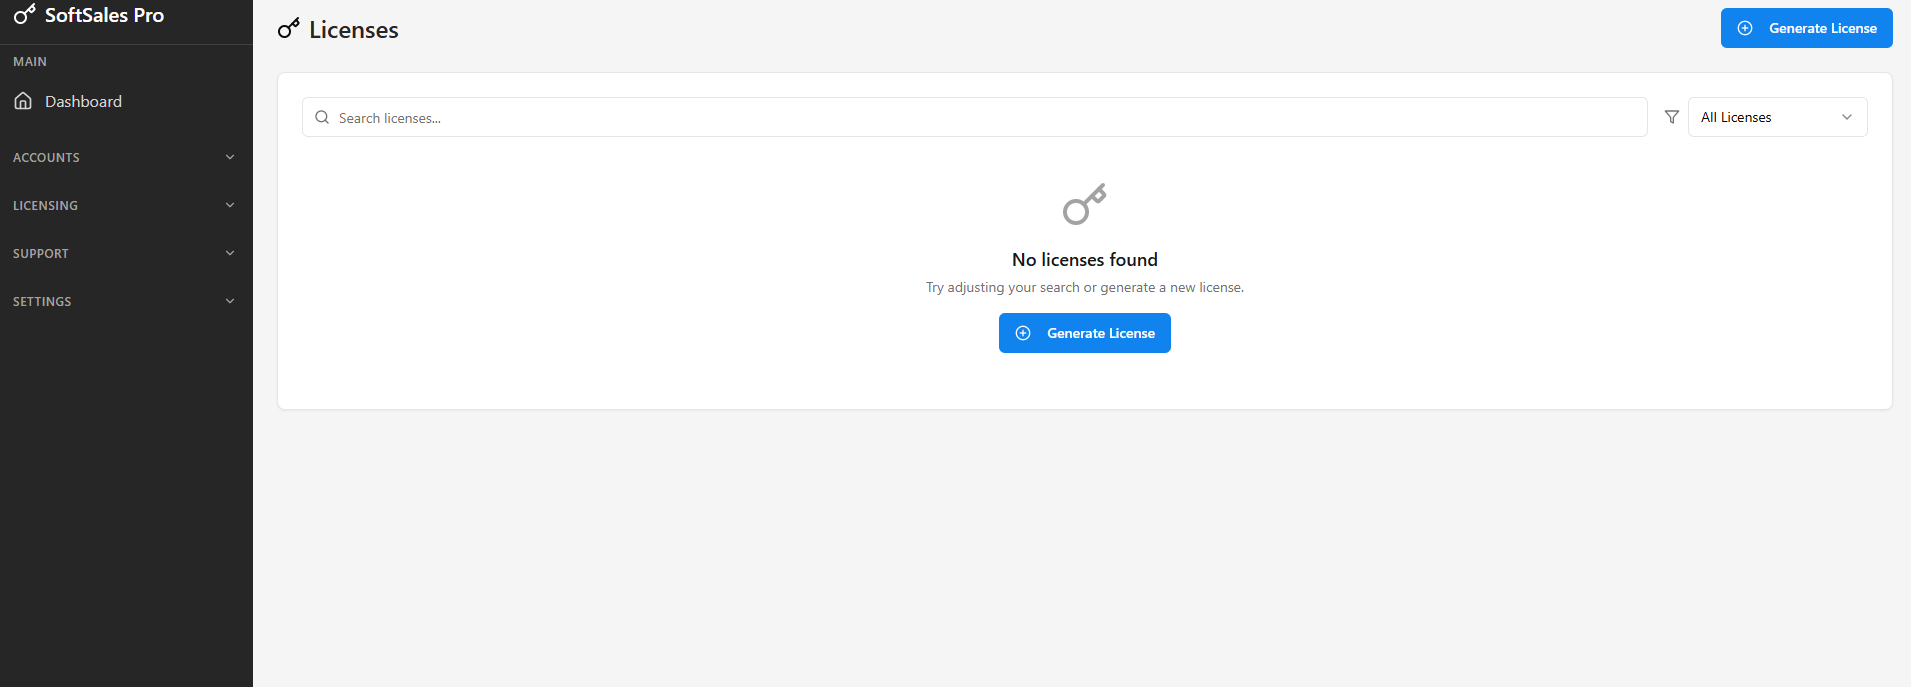 SoftSales Pro
MAIN
Dashboard
ACCOUNTS
LICENSING
SUPPORT
SETTINGS
Licenses
Generate License
Search licenses...
All Licenses
No licenses found
Try adjusting your search or generate a new license.
Generate License